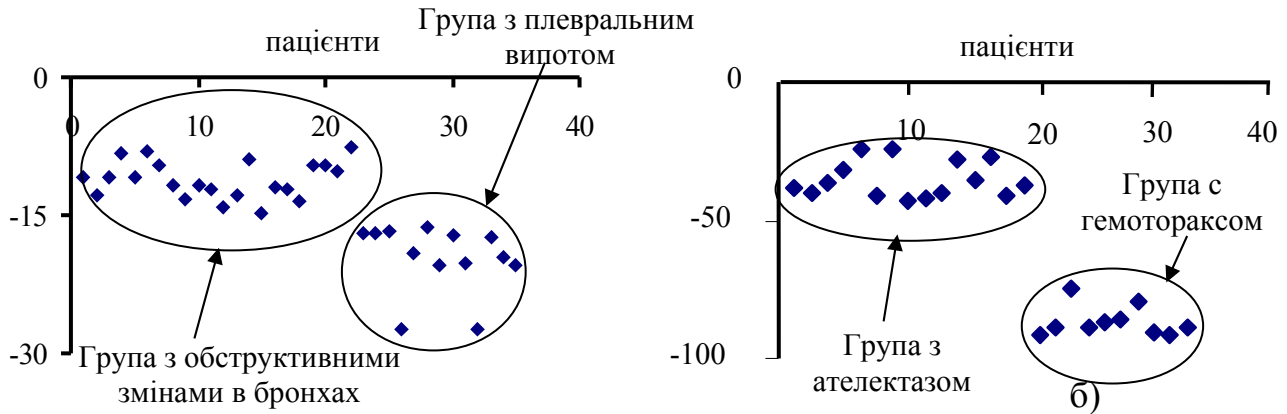 Група з плевральним
випотом
пацієнти
0
0
10
20
30
40
-15
-30
Група з обструктивними
змінами в бронхах
пацієнти
0
10
20
30
40
-50
-100
Група с
гемотораксом
Група з
ателектазом
б)